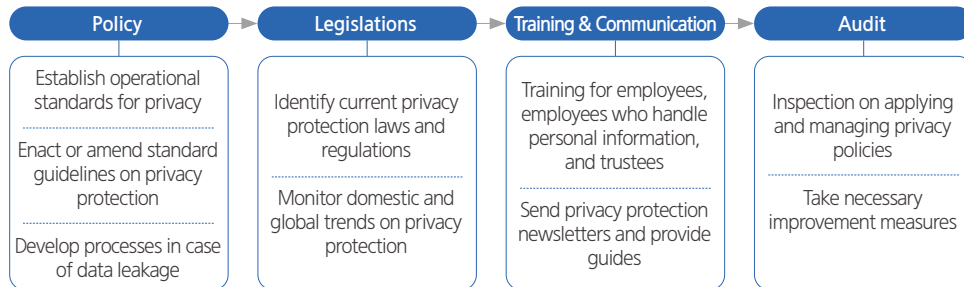 Policy
Establish operational
standards for privacy
Enact or amend standard
guidelines on privacy
protection
Develop processes in case
of data leakage
Legislations
Identify current privacy
protection laws and
regulations
Monitor domestic and
global trends on privacy
protection
Training & Communication
Training for employees,
employees who handle
personal information,
and trustees
Send privacy protection
newsletters and provide
guides
Audit
Inspection on applying
and managing privacy
policies
Take necessary
improvement measures